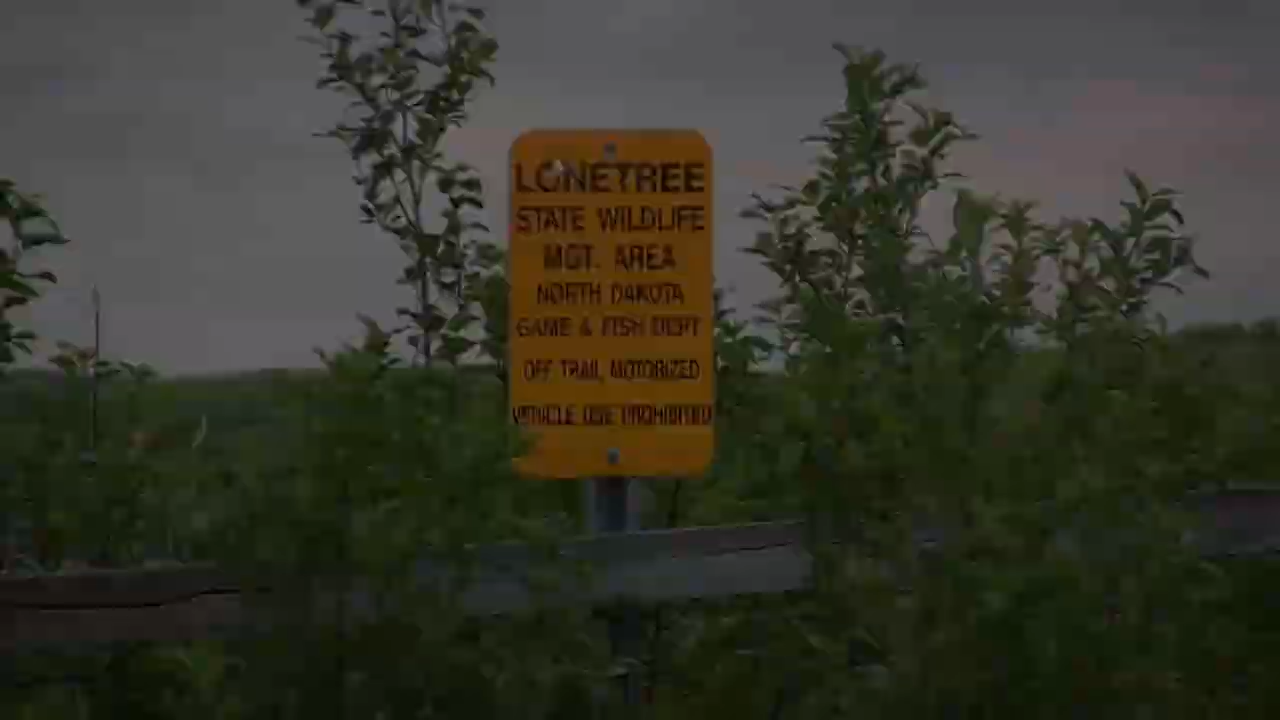 LONETREE
STATE WILDLIFE
MGT. AREA
NORTH DAKOTA
GAME & FISH DEPT
OFF TRAIL MOTORIZED
VEHICLE USE PROHIBITED